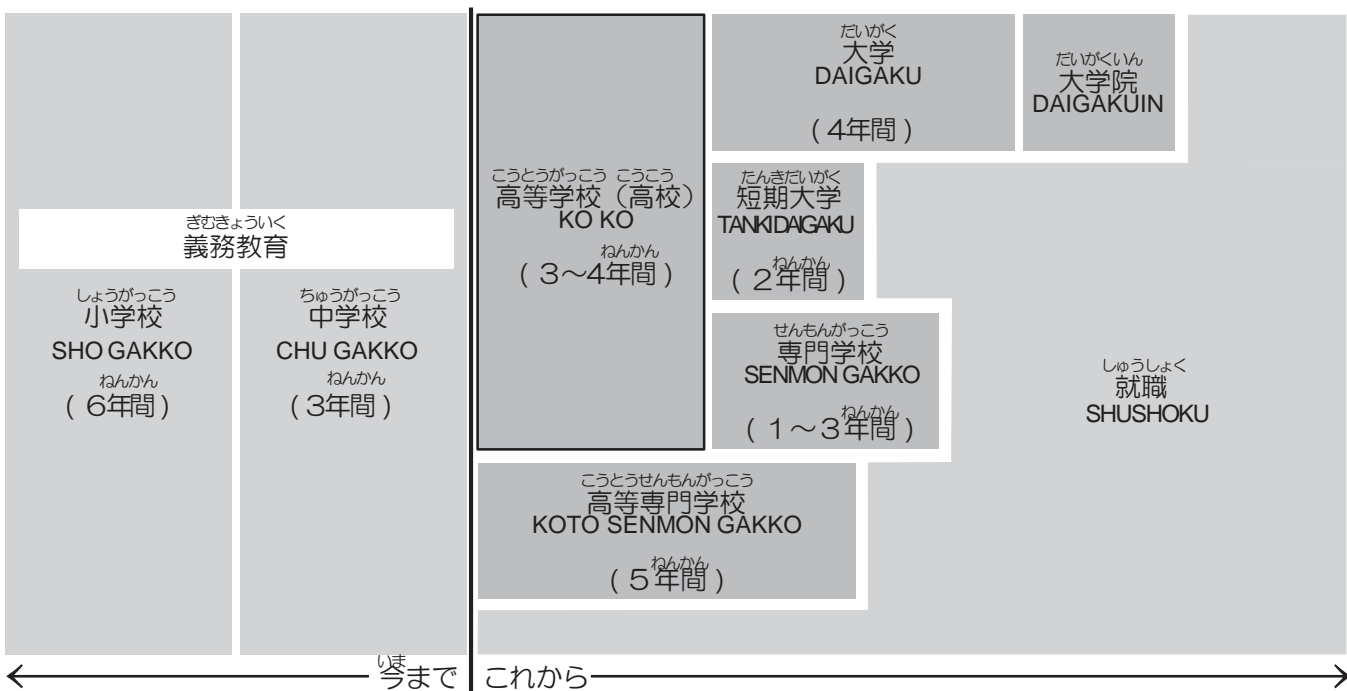 ぎむきょういく
義務教育
しょうがっこう
小学校
SHO GAKKO
ねんかん
( 6年間 )
ちゅうがっこう
中学校
CHU GAKKO
ねんかん
( 3年間 )
こうとうがっこう こうこう
高等学校（高校）
KO KO
ねんかん
( 3～4年間 )
だいがく
大学
DAIGAKU
( 4年間 )
だいがくいん
大学院
DAIGAKUIN
たんきだいがく
短期大学
TANKI DAIGAKU
ねんかん
( 2年間 )
せんもんがっこう
専門学校
SENMON GAKKO
ねんかん
( 1～3年間 )
こうとうせんもんがっこう
高等専門学校
KOTO SENMON GAKKO
ねんかん
( 5年間 )
しゅうしょく
就職
SHUSHOKU
いま
今まで
これから